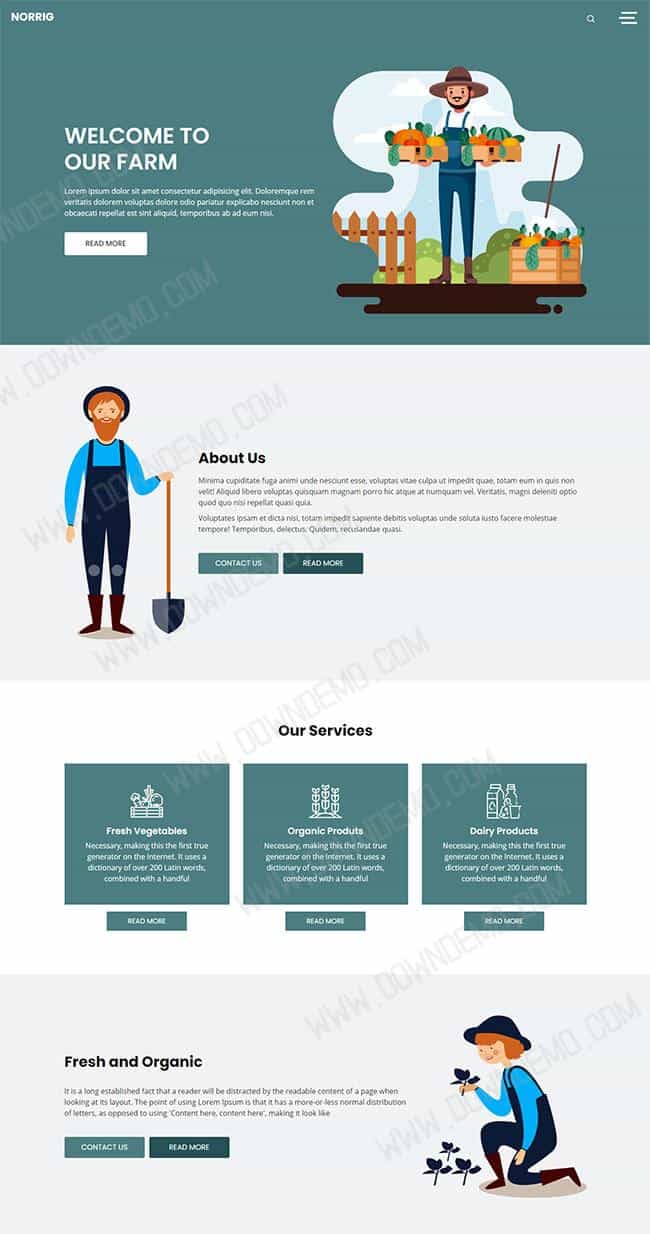 NORRIG
WELCOME TO
OUR FARM
Lorem ipsum dolor sit amet consectetur adipisicing elit. Doloremque rem
veritatis dolorem voluptas dolore odio pariatur explicabo nesciunt et
obcaecati repellat est sint aliquid, temporibus ab ad eum nisi.
READ MORE
About Us
Minima cupiditate fuga animi unde nesciunt esse, voluptas vitae culpa ut impedit quae, totam eum in quis non
velit! Aliquid libero voluptas quisquam magnam porro hic atque at numquam vel. Veritatis, magni deleniti optio
quod quo nisi repellat quasi quia.
Voluptates ipsam et dicta nisi, totam impedit sapiente debitis voluptas unde soluta iusto facere molestiae
tempore! Temporibus, delectus. Quidem, recusandae quasi.
CONTACT US READ MORE
Our Services
Fresh Vegetables
Necessary, making this the first true
generator on the Internet. It uses a
dictionary of over 200 Latin words,
combined with a handful
READ MORE
Organic Produts
Necessary, making this the first true
generator on the Internet. It uses a
dictionary of over 200 Latin words,
combined with a handful
READ MORE
Dairy Products
Necessary, making this the first true
generator on the Internet. It uses a
dictionary of over 200 Latin words,
combined with a handful
READ MORE
Fresh and Organic
It is a long established fact that a reader will be distracted by the readable content of a page when
looking at its layout. The point of using Lorem Ipsum is that it has a more-or-less normal distribution
of letters, as opposed to using 'Content here, content here', making it look like
CONTACT US READ MORE
WWW.DOWNDEMO.COM
WWW.DOWNDEMO.COM
WWW.DOWNDEMO.COM
WWW.DOWNDEMO.COM
WWW.DOWNDEMO.COM
WWW.DOWNDEMO.COM
WWW.DOWNDEMO.COM